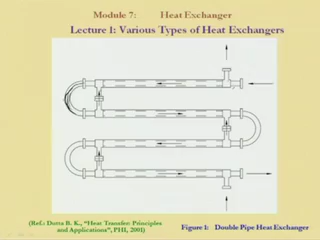 Module 7: Heat Exchanger
Lecture 1: Various Types of Heat Exchangers
(Ref.: Dutta B. K., “Heat Transfer: Principles
and Applications”, PHI, 2001)
Figure 1: Double Pipe Heat Exchanger